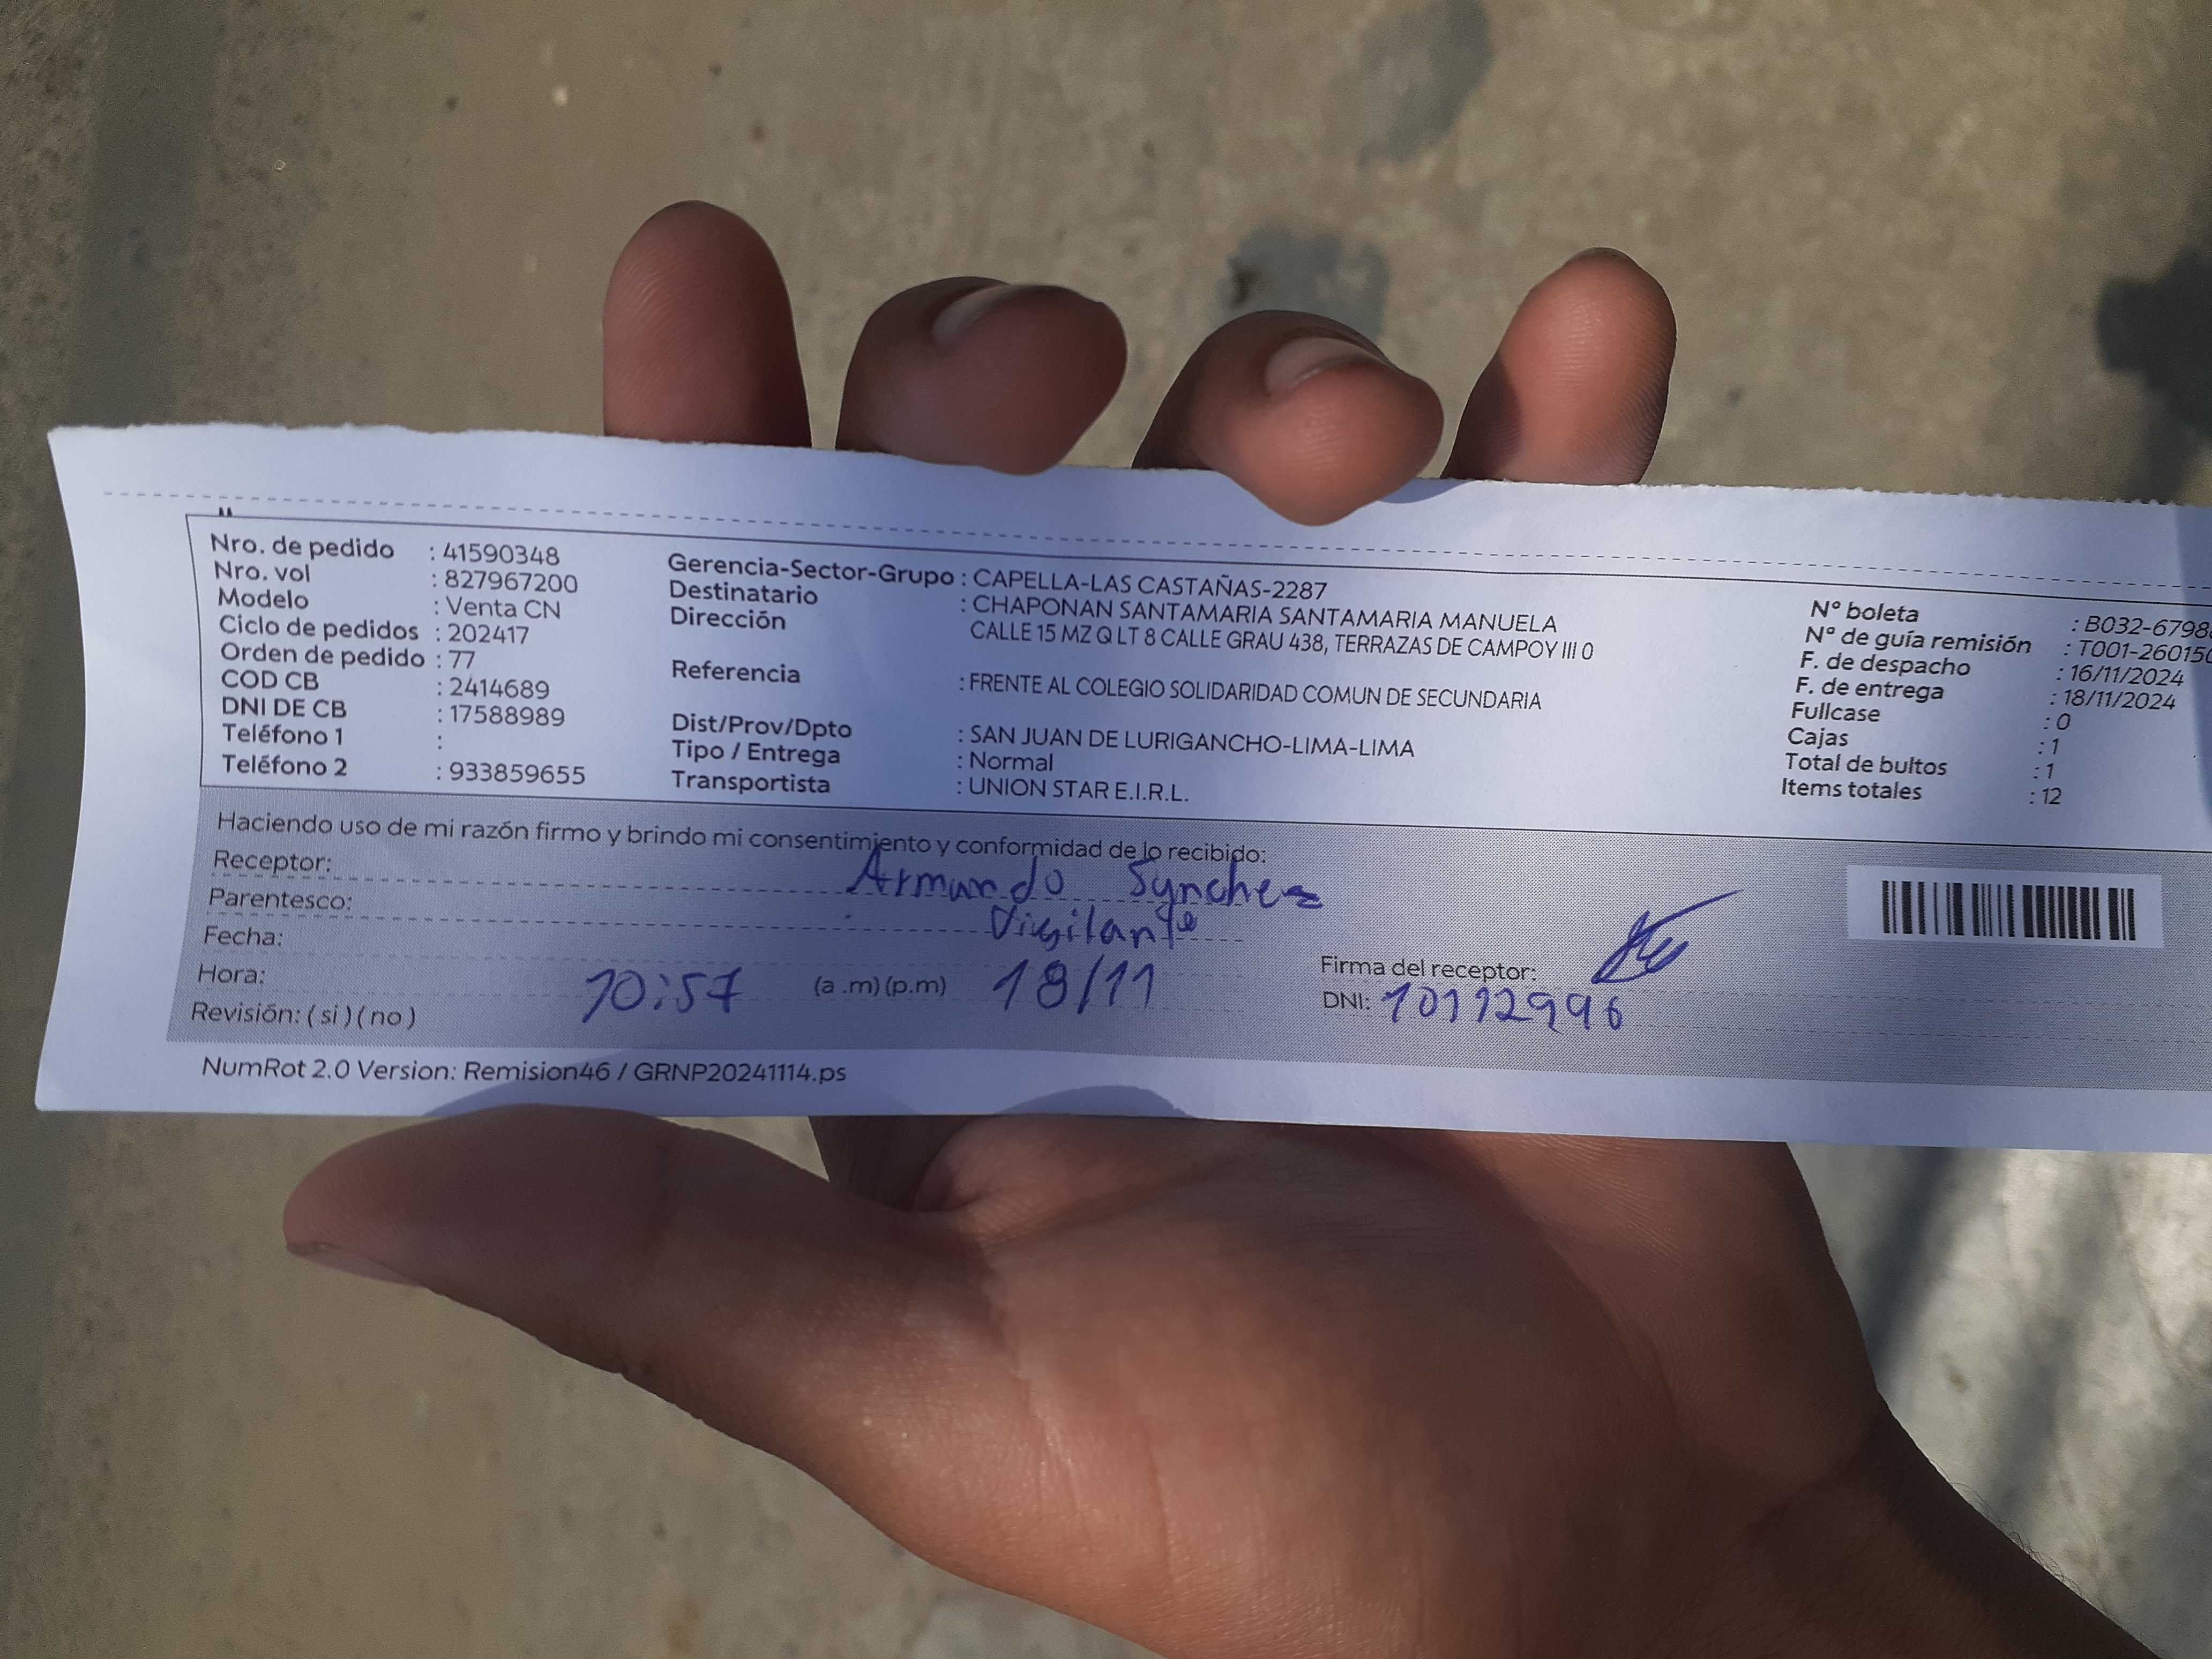 Nro. de pedido : 41590348
Nro. vol : 827967200
Modelo : Venta CN
Ciclo de pedidos : 202417
Orden de pedido : 77
COD CB : 2414689
DNI DE CB : 17588989
Teléfono 1 :
Teléfono 2 : 933859655
Gerencia-Sector-Grupo : CAPELLA-LAS CASTAÑAS-2287
Destinatario : CHAPONAN SANTAMARIA SANTAMARIA MANUELA
Dirección CALLE 15 MZ Q LT 8 CALLE GRAU 438, TERRAZAS DE CAMPOY III 0
Referencia : FRENTE AL COLEGIO SOLIDARIDAD COMUN DE SECUNDARIA
Dist/Prov/Dpto : SAN JUAN DE LURIGANCHO-LIMA-LIMA
Tipo / Entrega : Normal
Transportista : UNION STAR E.I.R.L.
N° boleta : B032-6798
N° de guía remisión : T001-26015
F. de despacho : 16/11/2024
F. de entrega : 18/11/2024
Fullcase : 0
Cajas : 1
Total de bultos : 1
Items totales : 12
Haciendo uso de mi razón firmo y brindo mi consentimiento y conformidad de lo recibido:
Receptor: Armando Synchez
Parentesco: Vigilante
Fecha: 18/11
Hora: 10:57 (a .m) (p.m)
Revisión: ( si ) ( no )
Firma del receptor:
DNI: 10112996
NumRot 2.0 Version: Remision46 / GRNP20241114.ps